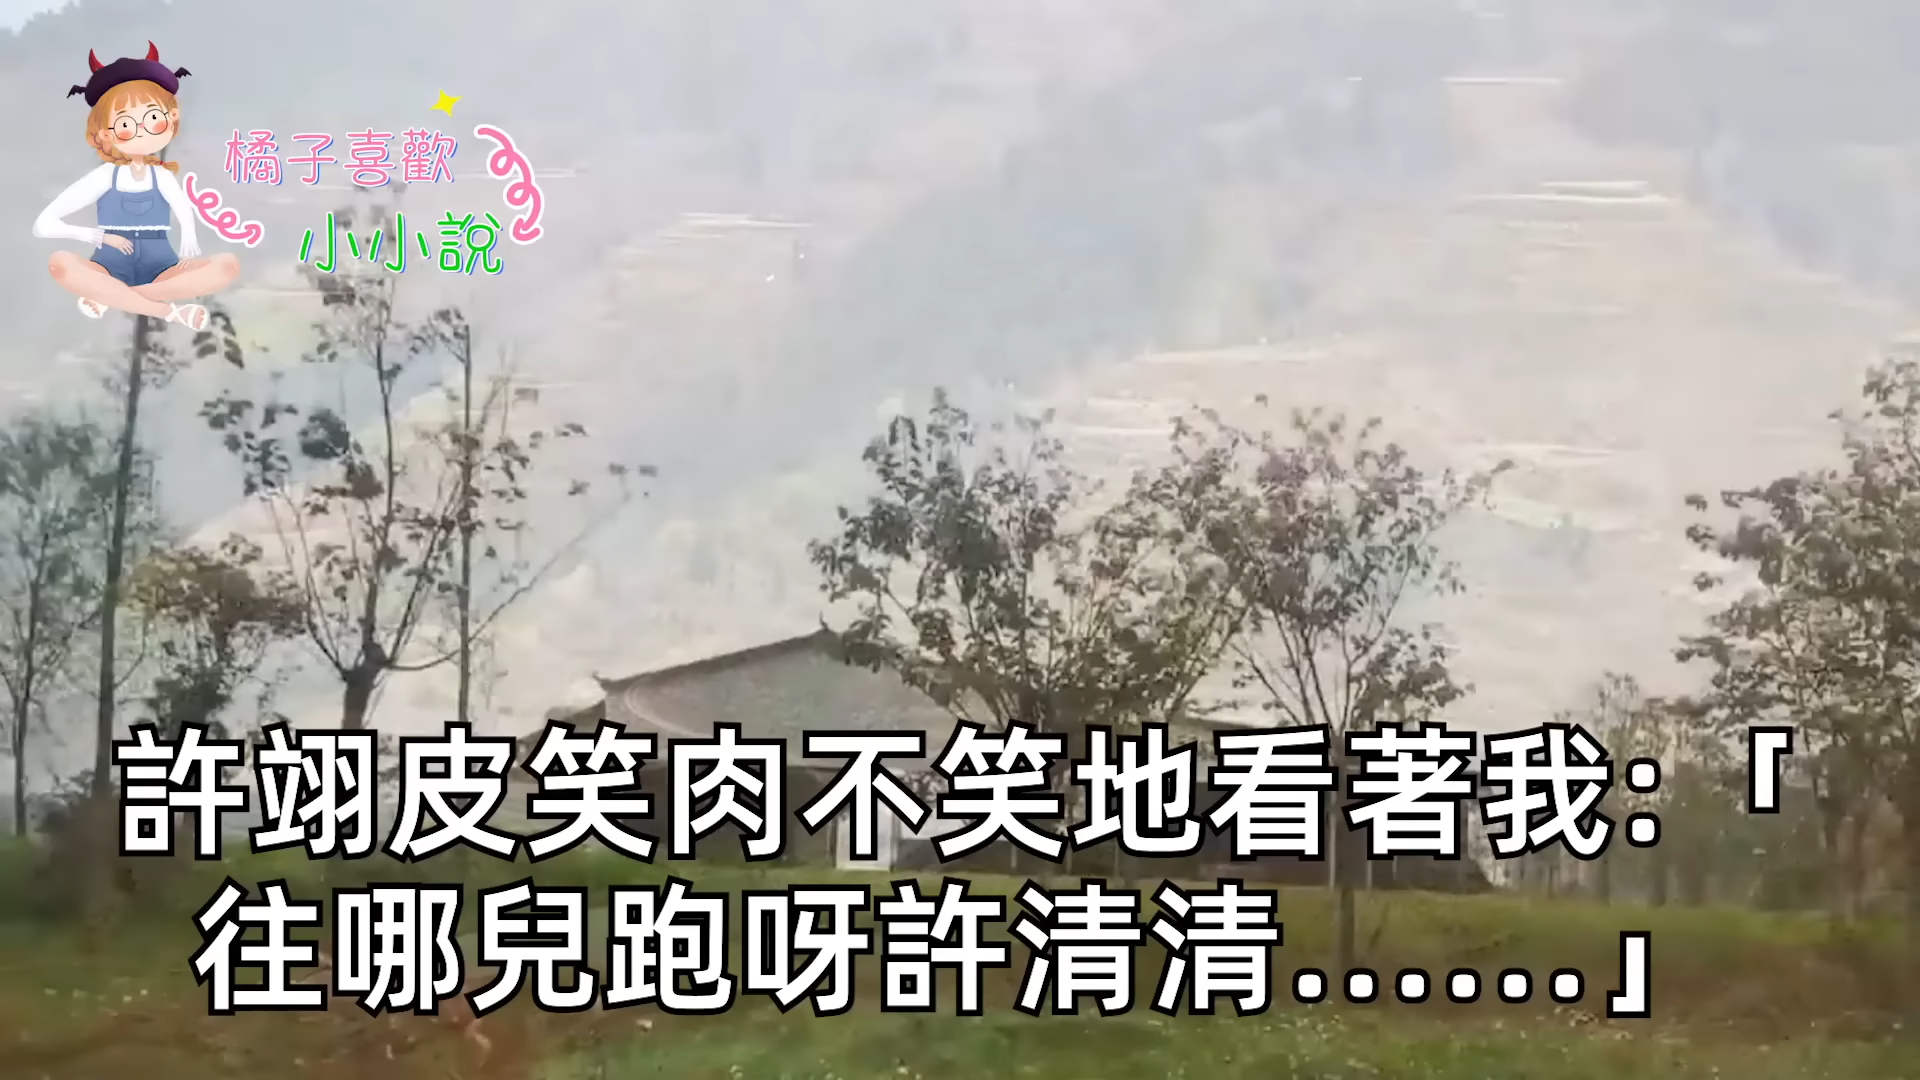 橘子喜歡
小小說
許翊皮笑肉不笑地看著我:「
往哪兒跑呀許清清......」